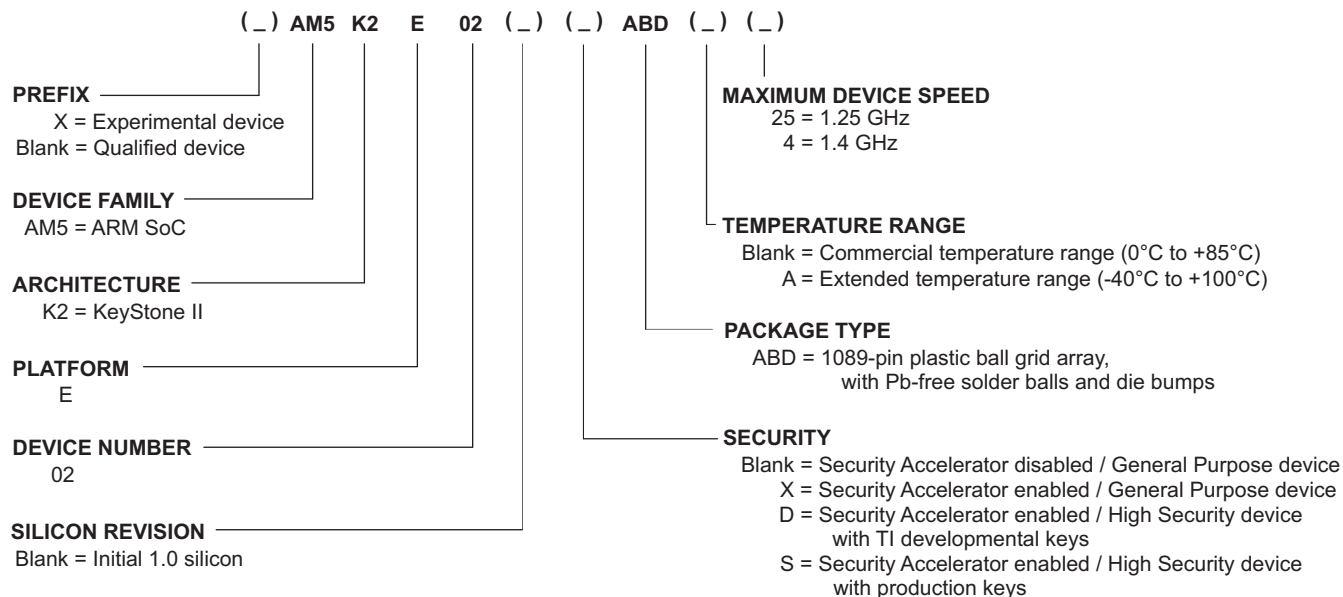 ( _ ) AM5 K2 E 02 ( _ ) ( _ ) ABD ( _ ) ( _ )
PREFIX
X = Experimental device
Blank = Qualified device
DEVICE FAMILY
AM5 = ARM SoC
ARCHITECTURE
K2 = KeyStone II
PLATFORM
E
DEVICE NUMBER
02
SILICON REVISION
Blank = Initial 1.0 silicon
MAXIMUM DEVICE SPEED
25 = 1.25 GHz
4 = 1.4 GHz
TEMPERATURE RANGE
Blank = Commercial temperature range (0°C to +85°C)
A = Extended temperature range (-40°C to +100°C)
PACKAGE TYPE
ABD = 1089-pin plastic ball grid array,
with Pb-free solder balls and die bumps
SECURITY
Blank = Security Accelerator disabled / General Purpose device
X = Security Accelerator enabled / General Purpose device
D = Security Accelerator enabled / High Security device
with TI developmental keys
S = Security Accelerator enabled / High Security device
with production keys